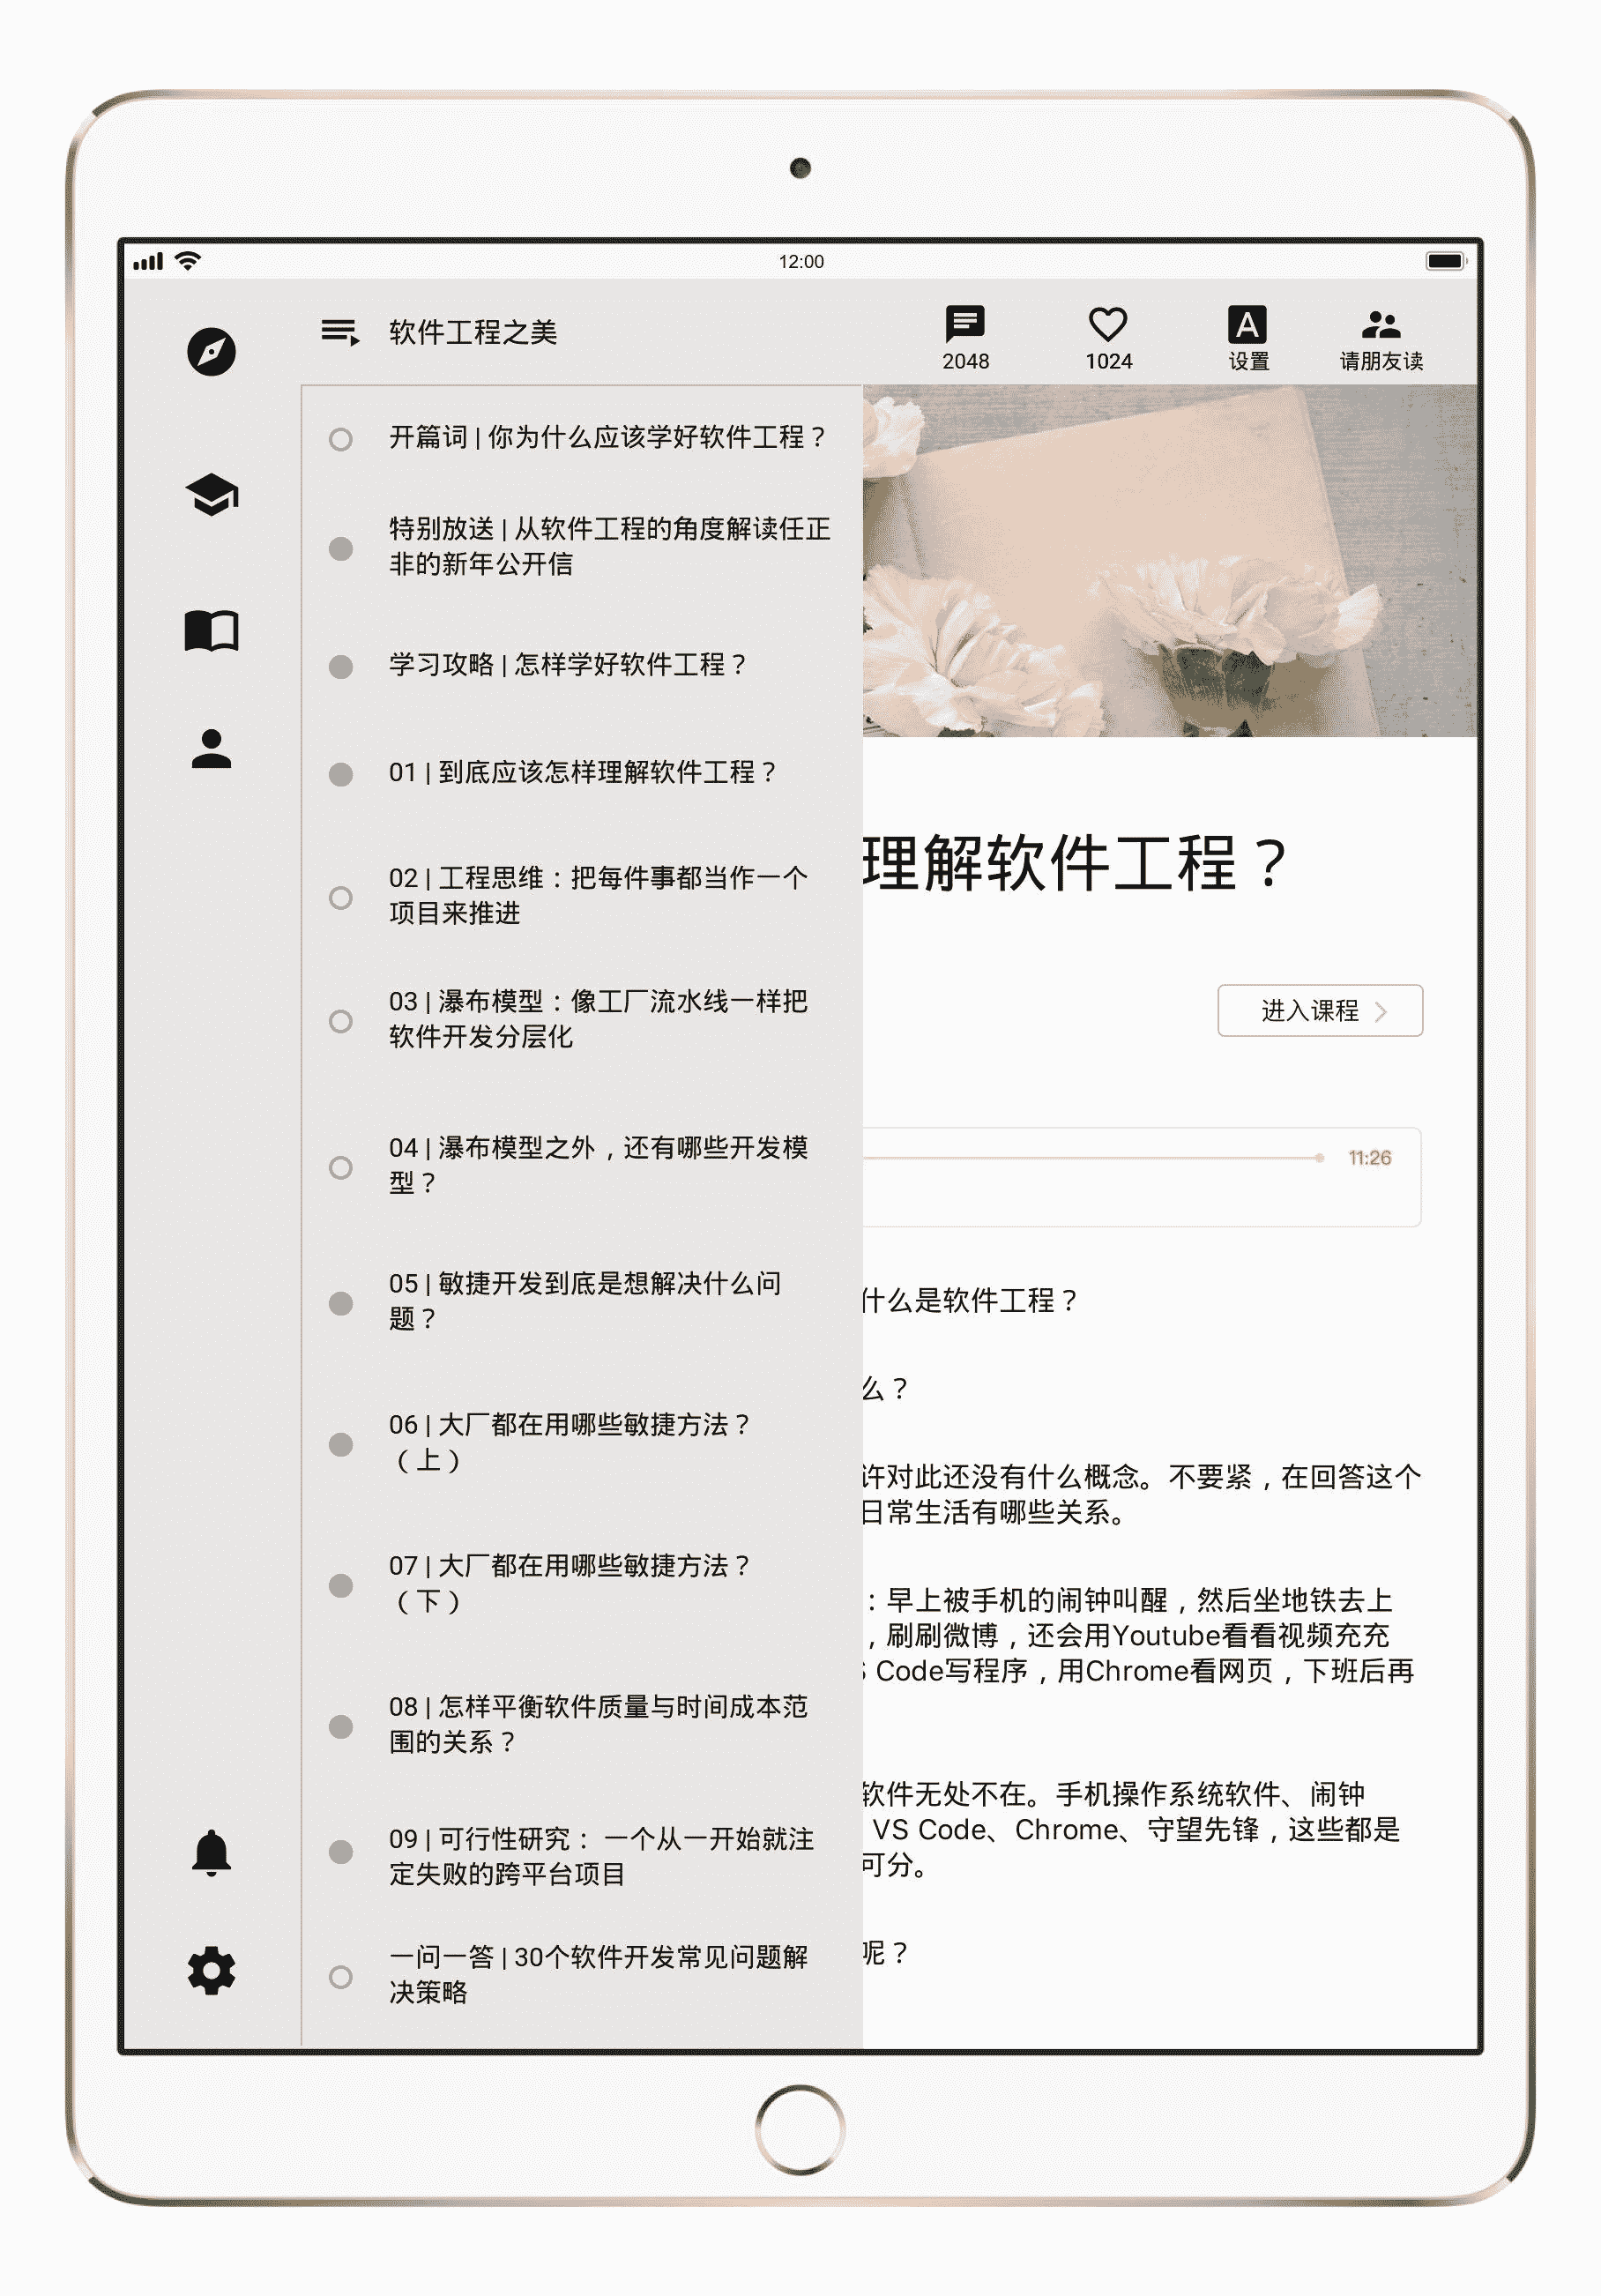 12:00
软件工程之美
2048
1024
A
设置
请朋友读
开篇词 | 你为什么应该学好软件工程？
特别放送 | 从软件工程的角度解读任正
非的新年公开信
学习攻略 | 怎样学好软件工程？
01 | 到底应该怎样理解软件工程？
02 | 工程思维：把每件事都当作一个
项目来推进
03 | 瀑布模型：像工厂流水线一样把
软件开发分层化
04 | 瀑布模型之外，还有哪些开发模
型？
05 | 敏捷开发到底是想解决什么问
题？
06 | 大厂都在用哪些敏捷方法？
（上）
07 | 大厂都在用哪些敏捷方法？
（下）
08 | 怎样平衡软件质量与时间成本范
围的关系？
09 | 可行性研究： 一个从一开始就注
定失败的跨平台项目
一问一答 | 30个软件开发常见问题解
决策略
理解软件工程？
进入课程
11:26
什么是软件工程？
么？
许对此还没有什么概念。不要紧，在回答这个
日常生活有哪些关系。
：早上被手机的闹钟叫醒，然后坐地铁去上
，刷刷微博，还会用Youtube看看视频充充
Code写程序，用Chrome看网页，下班后再
软件无处不在。手机操作系统软件、闹钟
VS Code、Chrome、守望先锋，这些都是
可分。
呢？